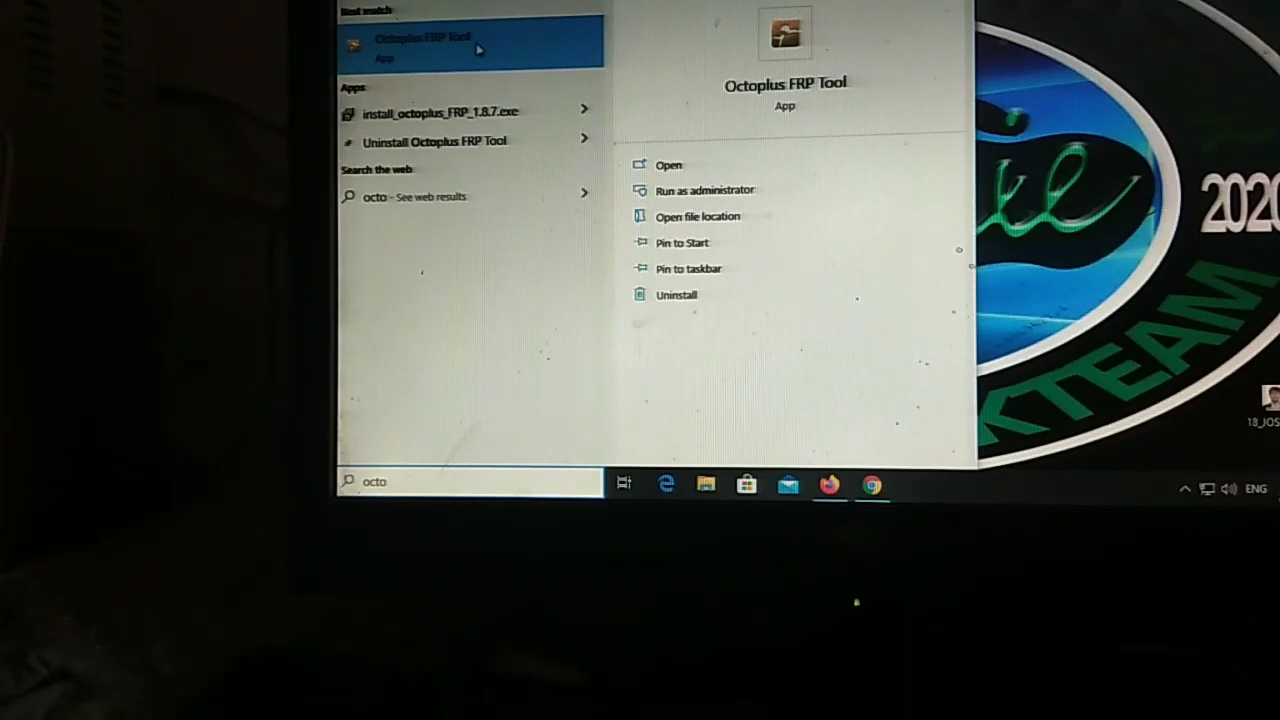 Best match
Octoplus FRP Tool
App
Apps
install_octoplus_FRP_1.8.7.exe
Uninstall Octoplus FRP Tool
Search the web
octo - See web results
octo
Octoplus FRP Tool
App
Open
Run as administrator
Open file location
Pin to Start
Pin to taskbar
Uninstall
2020
KTEAM
18_JOS
ENG